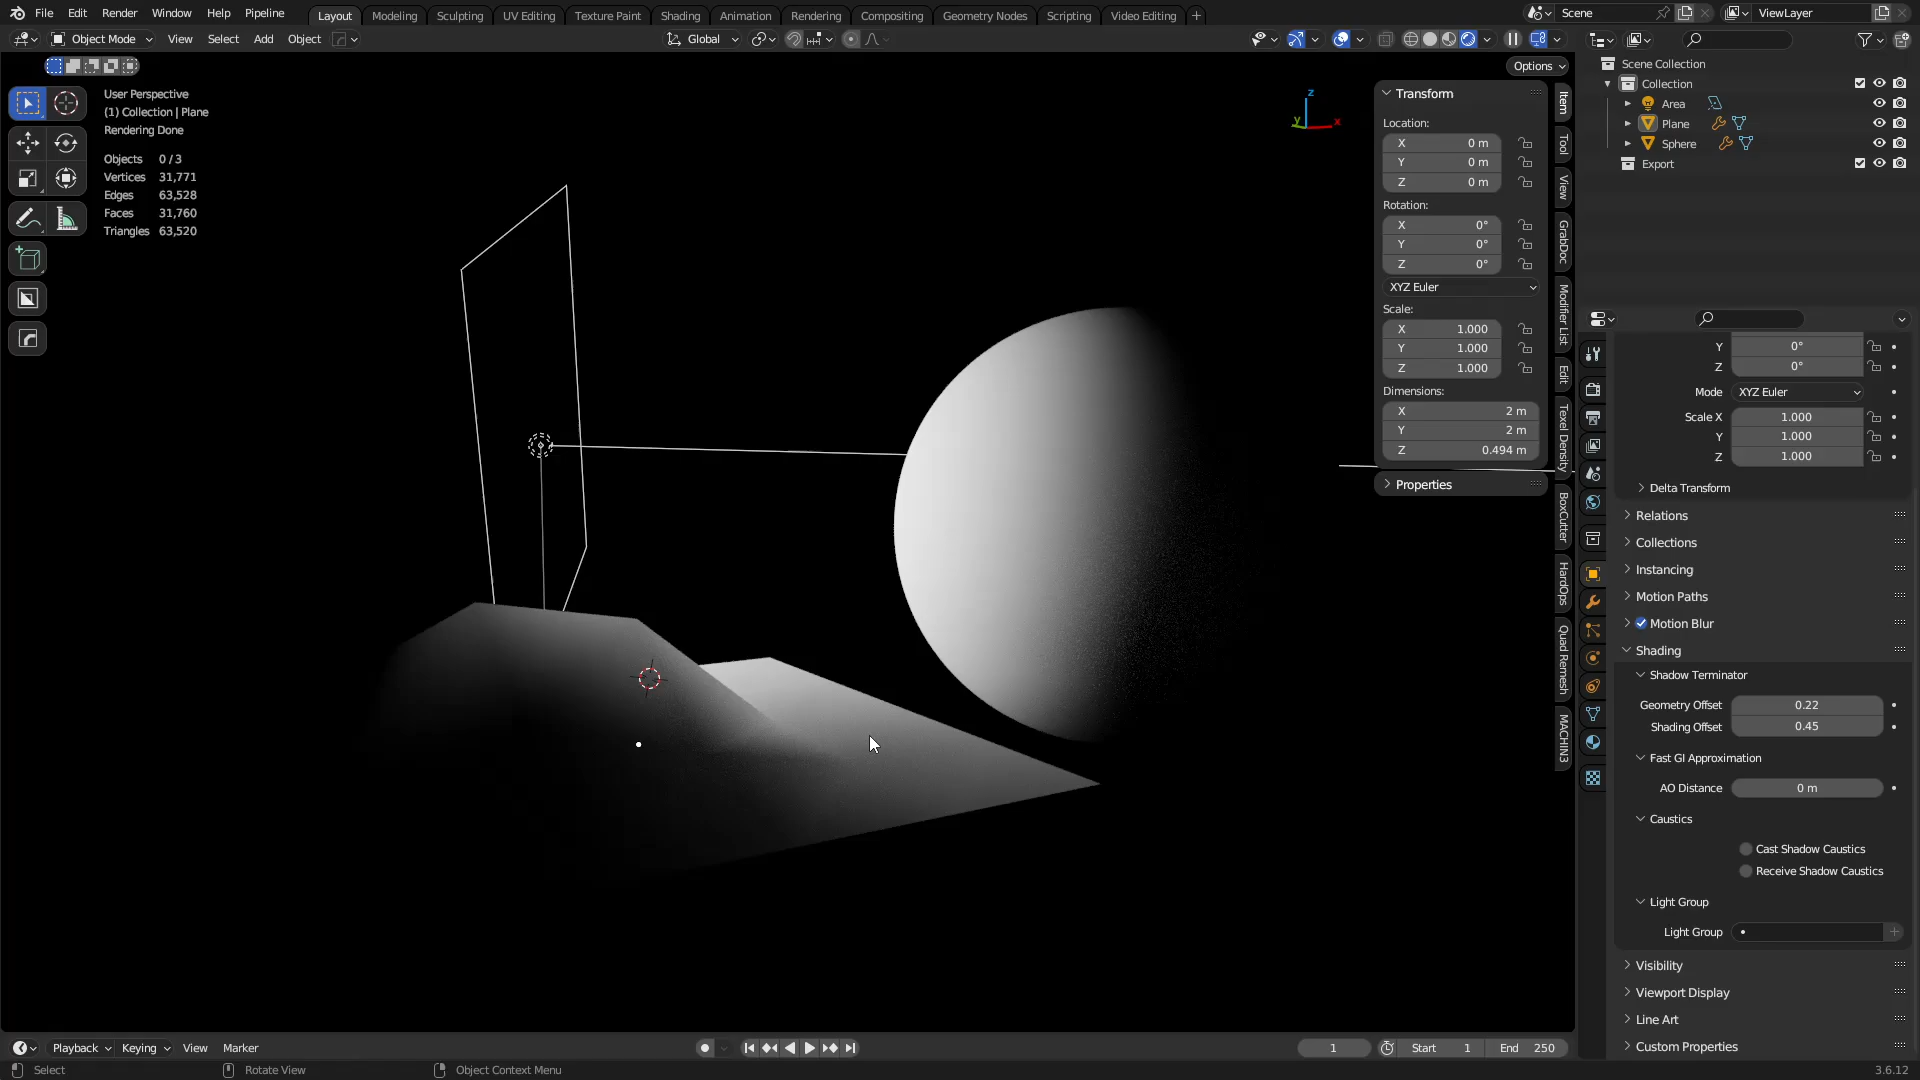 File Edit Render Window Help Pipeline Layout Modeling Sculpting UV Editing Texture Paint Shading Animation Rendering Compositing Geometry Nodes Scripting Video Editing + Scene ViewLayer
Object Mode View Select Add Object Global
Options
User Perspective
(1) Collection | Plane
Rendering Done
Objects 0 / 3
Vertices 31,771
Edges 63,528
Faces 31,760
Triangles 63,520
Z
Y
X
Transform
Location:
X 0 m
Y 0 m
Z 0 m
Rotation:
X 0°
Y 0°
Z 0°
XYZ Euler
Scale:
X 1.000
Y 1.000
Z 1.000
Dimensions:
X 2 m
Y 2 m
Z 0.494 m
Properties
Item
Tool
View
GrabDoc
Modifier List
Edit
Texel Density
BoxCutter
HardOps
Quad Remesh
MACHIN3
Scene Collection
Collection
Area
Plane
Sphere
Export
Y 0°
Z 0°
Mode XYZ Euler
Scale X 1.000
Y 1.000
Z 1.000
Delta Transform
Relations
Collections
Instancing
Motion Paths
Motion Blur
Shading
Shadow Terminator
Geometry Offset 0.22
Shading Offset 0.45
Fast GI Approximation
AO Distance 0 m
Caustics
Cast Shadow Caustics
Receive Shadow Caustics
Light Group
Light Group
Visibility
Viewport Display
Line Art
Custom Properties
Playback Keying View Marker 1 Start 1 End 250
Select Rotate View Object Context Menu 3.6.12